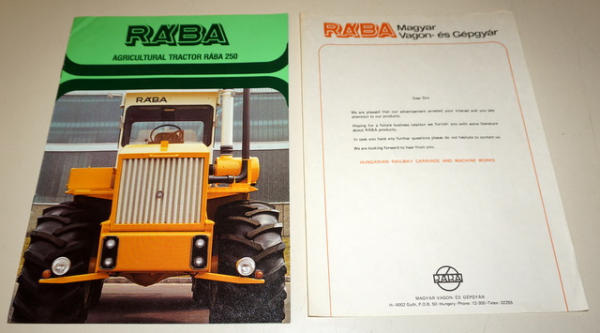 RÁBA
AGRICULTURAL TRACTOR RÁBA 250
RÁBA
RÁBA Magyar
Vagon- és Gépgyár
Dear Sir!
We are pleased that our advertisement aroused your interest and you pay
attention to our products.
Hoping for a future business relation we furnish you with some literature
about RÁBA products.
In case you have any further questions please do not hesitate to contact us.
We are looking forward to hear from you.
HUNGARIAN RAILWAY CARRIAGE AND MACHINE WORKS
RÁBA
MAGYAR VAGON- ÉS GÉPGYÁR
H.-9002 Győr, P.O.B. 50 -Hungary-Phone: 12-300-Telex: 02255